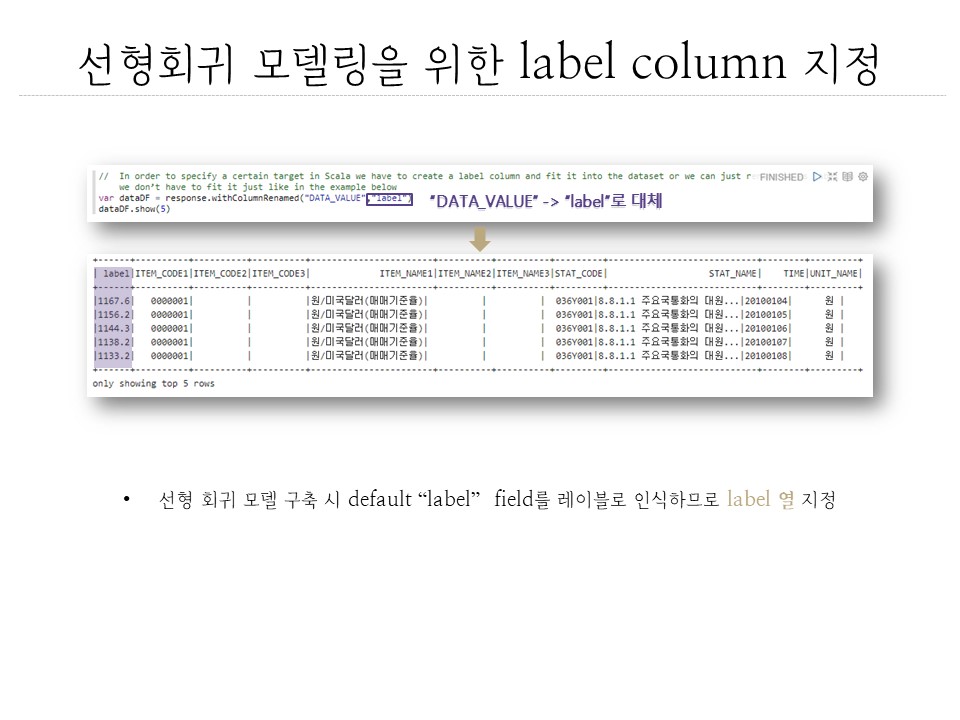 선형회귀 모델링을 위한 label column 지정
//  In order to specify a certain target in Scala we have to create a label column and fit it into the dataset or we can just r FINISHED
we don't have to fit it just like in the example below
var dataDF = response.withColumnRenamed("DATA_VALUE","label") "DATA_VALUE" -> "label"로 대체
dataDF.show(5)
| label|ITEM_CODE1|ITEM_CODE2|ITEM_CODE3| ITEM_NAME1|ITEM_NAME2|ITEM_NAME3|STAT_CODE| STAT_NAME| TIME|UNIT_NAME|
|1167.6| 0000001| | |원/미국달러(매매기준율)| | | 036Y001|8.8.1.1 주요국통화의 대원...|20100104| 원 |
|1156.2| 0000001| | |원/미국달러(매매기준율)| | | 036Y001|8.8.1.1 주요국통화의 대원...|20100105| 원 |
|1144.3| 0000001| | |원/미국달러(매매기준율)| | | 036Y001|8.8.1.1 주요국통화의 대원...|20100106| 원 |
|1138.2| 0000001| | |원/미국달러(매매기준율)| | | 036Y001|8.8.1.1 주요국통화의 대원...|20100107| 원 |
|1133.2| 0000001| | |원/미국달러(매매기준율)| | | 036Y001|8.8.1.1 주요국통화의 대원...|20100108| 원 |
only showing top 5 rows
• 선형 회귀 모델 구축 시 default “label” field를 레이블로 인식하므로 label 열 지정